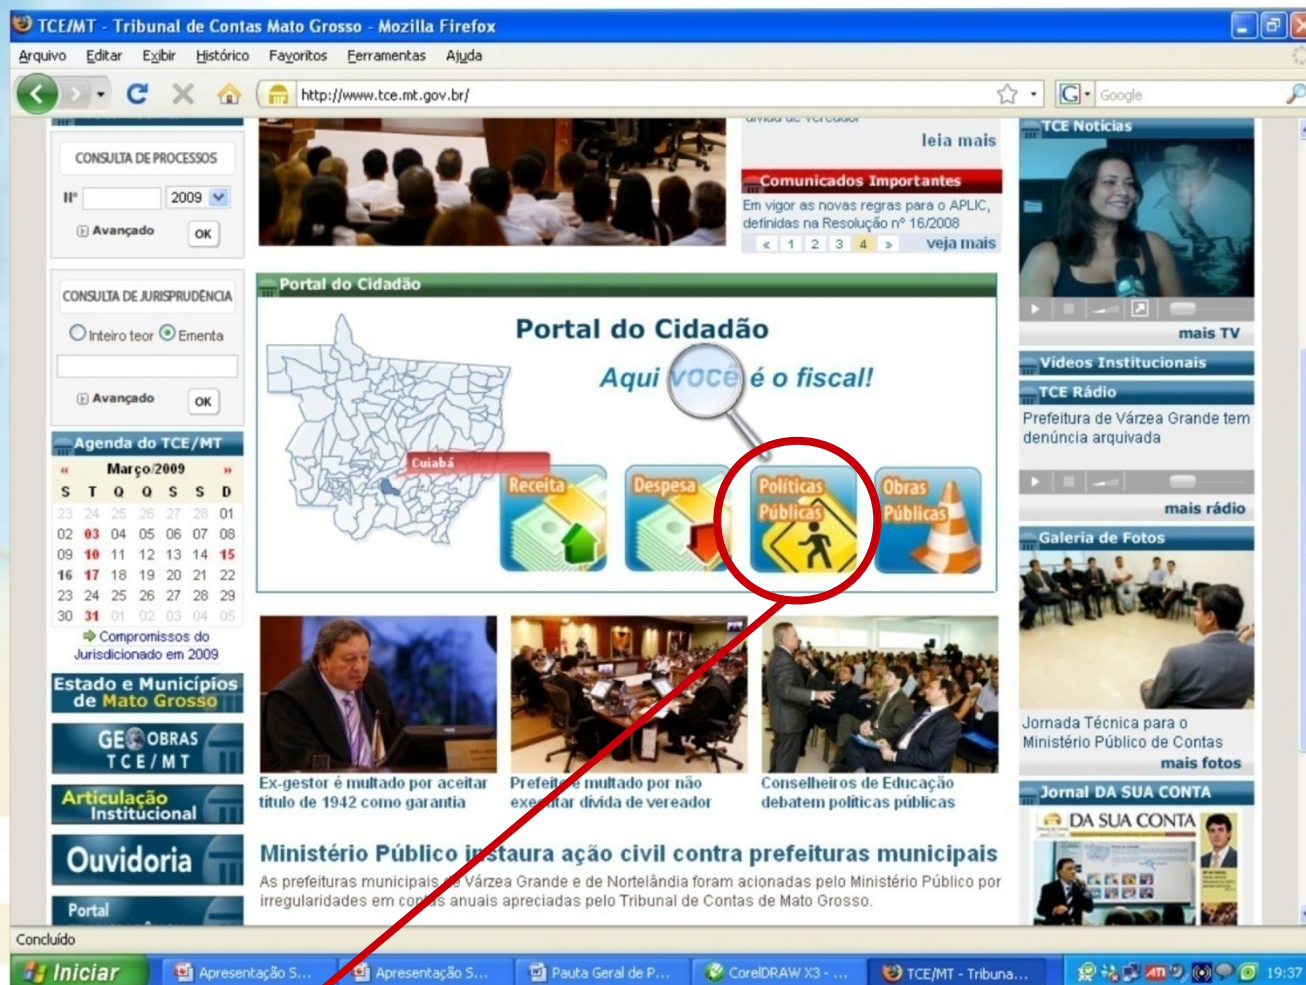 TCE/MT - Tribunal de Contas Mato Grosso - Mozilla Firefox
Arquivo Editar Exibir Histórico Favoritos Ferramentas Ajuda
http://www.tce.mt.gov.br/
Google
CONSULTA DE PROCESSOS
Nº 2009
Avançado OK
CONSULTA DE JURISPRUDÊNCIA
Inteiro teor Ementa
Avançado OK
Agenda do TCE/MT
« Março/2009 »
S T Q Q S S D
23 24 25 26 27 28 01
02 03 04 05 06 07 08
09 10 11 12 13 14 15
16 17 18 19 20 21 22
23 24 25 26 27 28 29
30 31 01 02 03 04 05
Compromissos do
Jurisdicionado em 2009
Estado e Municípios
de Mato Grosso
GEOBRAS
TCE/MT
Articulação
Institucional
Ouvidoria
Portal
dívida de vereador
leia mais
Comunicados Importantes
Em vigor as novas regras para o APLIC,
definidas na Resolução nº 16/2008
« 1 2 3 4 » veja mais
Portal do Cidadão
Portal do Cidadão
Aqui você é o fiscal!
Cuiabá
Receita
Despesa
Políticas
Públicas
Obras
Públicas
Ex-gestor é multado por aceitar
título de 1942 como garantia
Prefeito é multado por não
executar dívida de vereador
Conselheiros de Educação
debatem políticas públicas
Ministério Público instaura ação civil contra prefeituras municipais
As prefeituras municipais de Várzea Grande e de Nortelândia foram acionadas pelo Ministério Público por
irregularidades em contas anuais apreciadas pelo Tribunal de Contas de Mato Grosso.
TCE Notícias
mais TV
Vídeos Institucionais
TCE Rádio
Prefeitura de Várzea Grande tem
denúncia arquivada
mais rádio
Galeria de Fotos
Jornada Técnica para o
Ministério Público de Contas
mais fotos
Jornal DA SUA CONTA
DA SUA CONTA
Concluído
Iniciar
Apresentação S...
Apresentação S...
Pauta Geral de P...
CorelDRAW X3 - ...
TCE/MT - Tribuna...
ATI
19:37